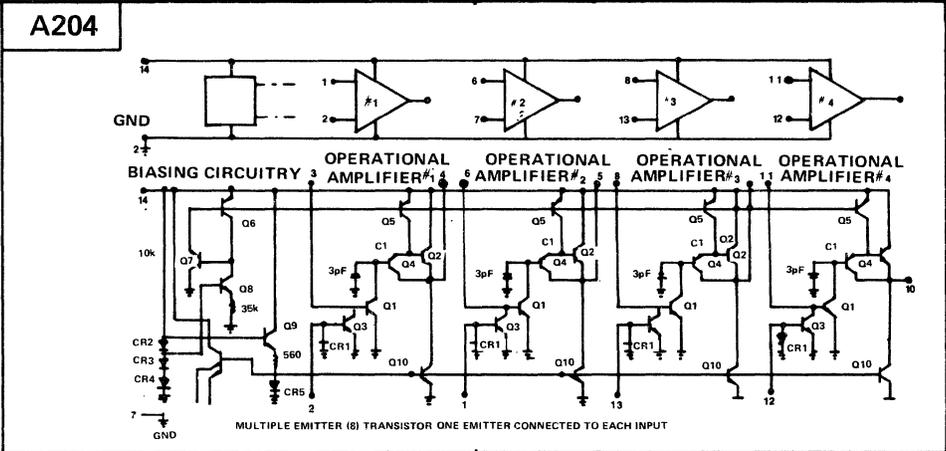 A204
14
1
2
#1
6
7
#2
8
13
*3
11
12
#4
GND
2
BIASING CIRCUITRY
OPERATIONAL
AMPLIFIER#1
OPERATIONAL
AMPLIFIER#2
OPERATIONAL
AMPLIFIER#3
OPERATIONAL
AMPLIFIER#4
3 4 6 5 8 11
14
Q6 Q5 Q5 Q5 Q5
10k Q7
C1 Q4 Q2
C1 Q4
C1 Q4 Q2 Q2
C1 Q4
3pF 3pF 3pF 3pF
Q8
35k
10
Q1 Q1 Q1 Q1
Q9 Q3 Q3 Q3
CR2
560
CR1 CR1 CR1 CR1
CR3
CR4
Q10 Q10 Q10 Q10
CR5
2 1 13 12
7
GND
MULTIPLE EMITTER (8) TRANSISTOR ONE EMITTER CONNECTED TO EACH INPUT